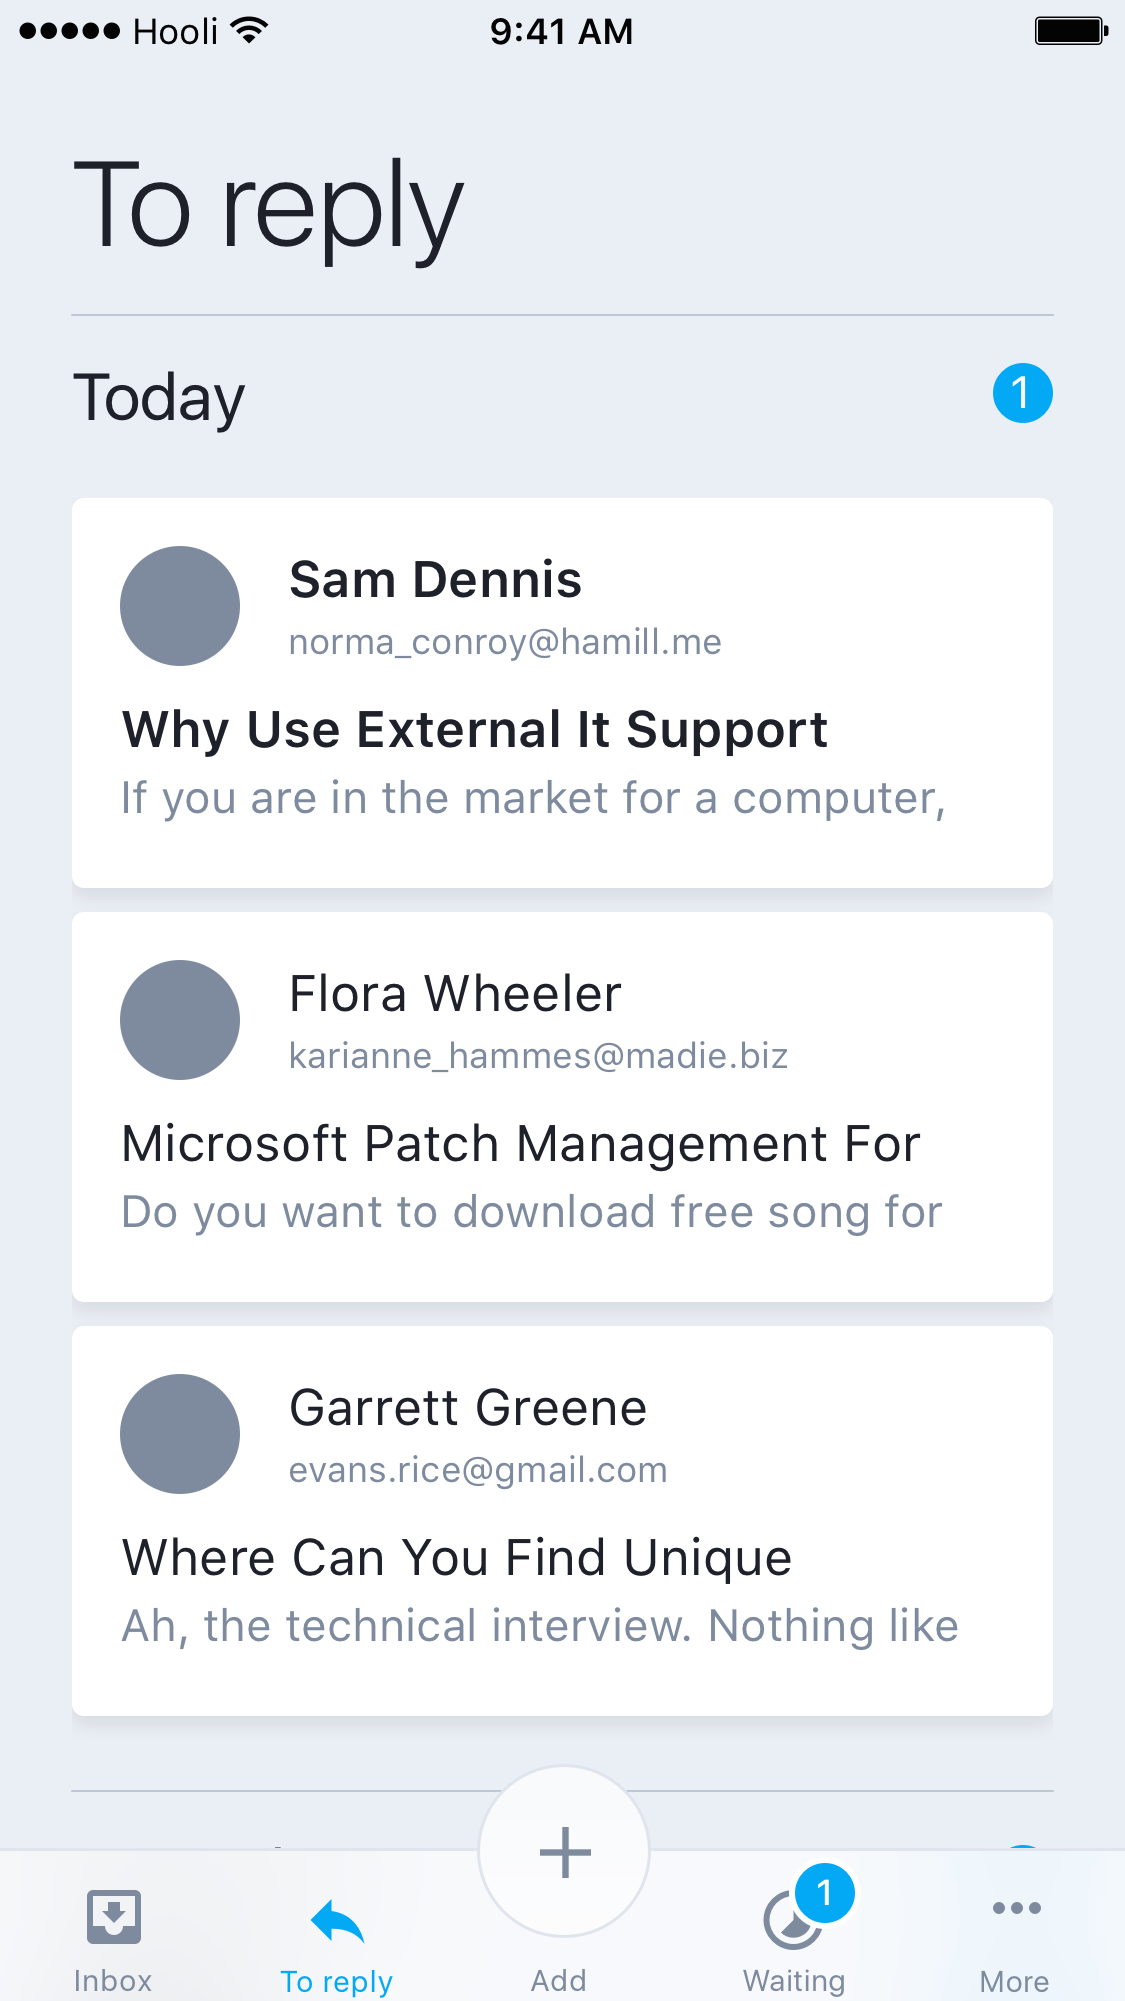 Hooli
9:41 AM
To reply
Today
1
Sam Dennis
norma_conroy@hamill.me
Why Use External It Support
If you are in the market for a computer,
Flora Wheeler
karianne_hammes@madie.biz
Microsoft Patch Management For
Do you want to download free song for
Garrett Greene
evans.rice@gmail.com
Where Can You Find Unique
Ah, the technical interview. Nothing like
1
Inbox
To reply
Add
Waiting
More